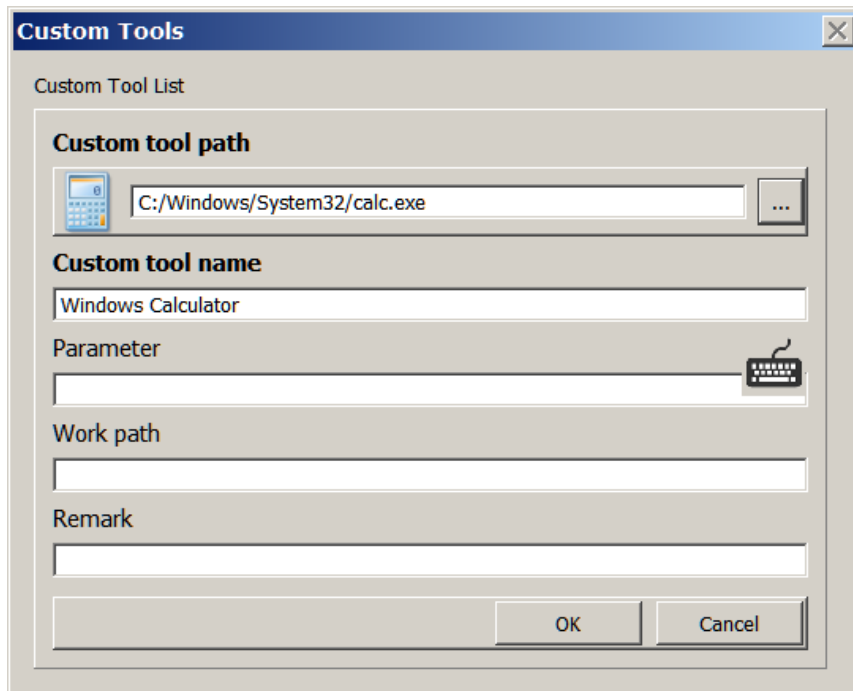 Custom Tools
Custom Tool List
Custom tool path
C:/Windows/System32/calc.exe
...
Custom tool name
Windows Calculator
Parameter
Work path
Remark
OK
Cancel